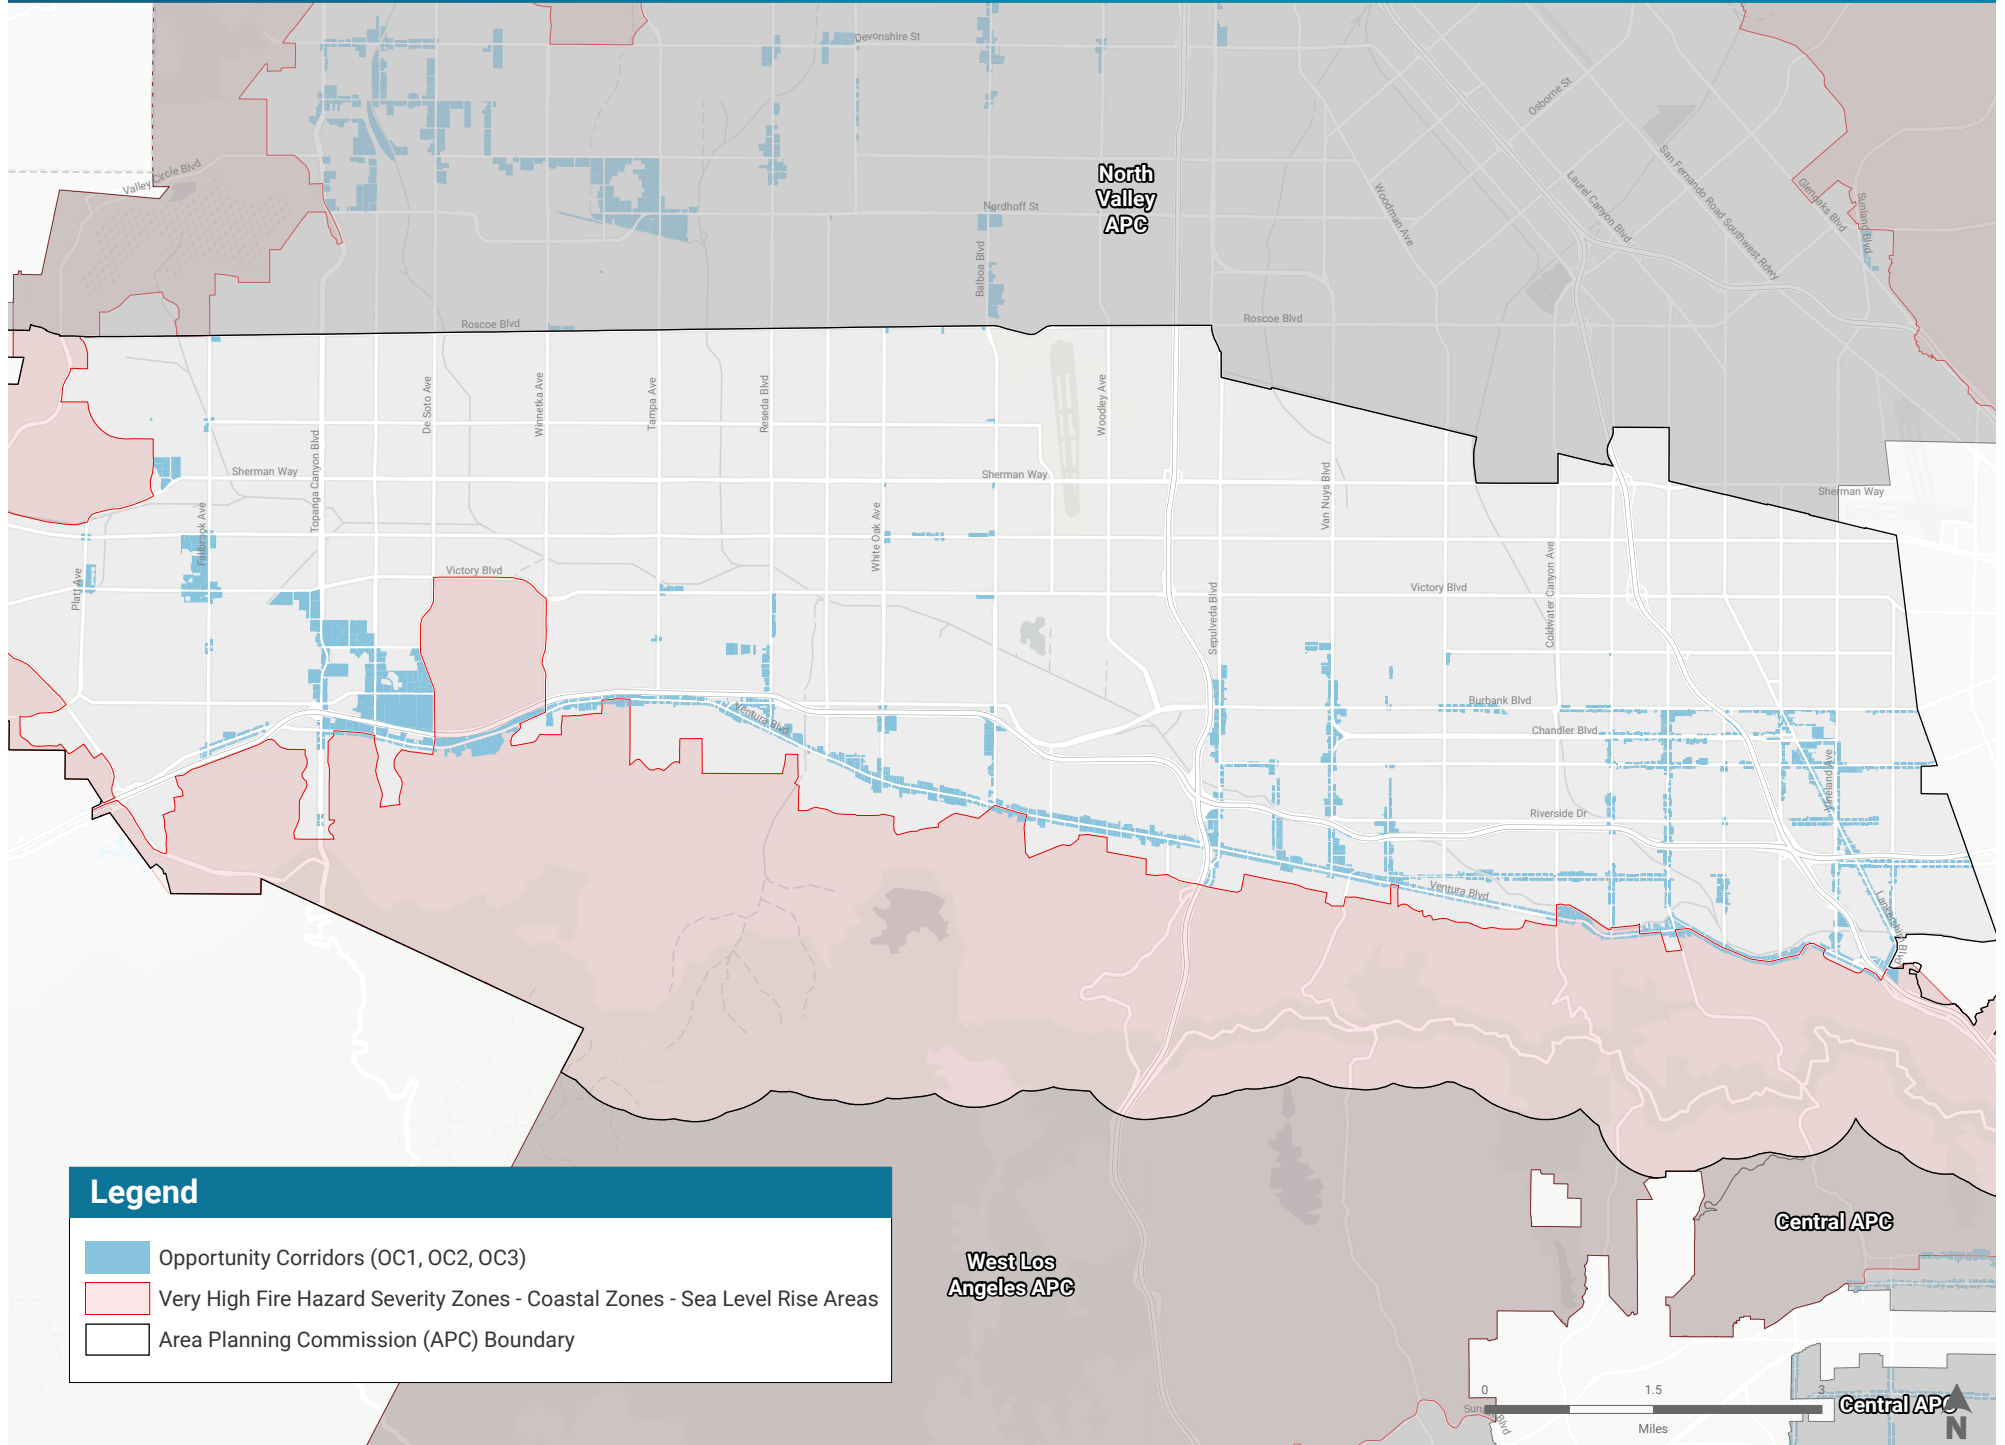 Devonshire St
Osborne St
Valley Circle Blvd
North
Valley
APC
San Fernando Road Southwest Rdwy
Laurel Canyon Blvd
Woodman Ave
Glenoaks Blvd
Sunland Blvd
Nordhoff St
Balboa Blvd
Roscoe Blvd
Roscoe Blvd
De Soto Ave
Winnetka Ave
Tampa Ave
Reseda Blvd
Woodley Ave
Topanga Canyon Blvd
Sherman Way
Sherman Way
Van Nuys Blvd
Sherman Way
Fallbrook Ave
White Oak Ave
Platt Ave
Victory Blvd
Sepulveda Blvd
Victory Blvd
Coldwater Canyon Ave
Burbank Blvd
Ventura Blvd
Chandler Blvd
Vineland Ave
Riverside Dr
Ventura Blvd
Lankershim Blvd
Legend
Opportunity Corridors (OC1, OC2, OC3)
Very High Fire Hazard Severity Zones - Coastal Zones - Sea Level Rise Areas
Area Planning Commission (APC) Boundary
West Los
Angeles APC
Central APC
0 1.5 3
Miles
Central APC
N